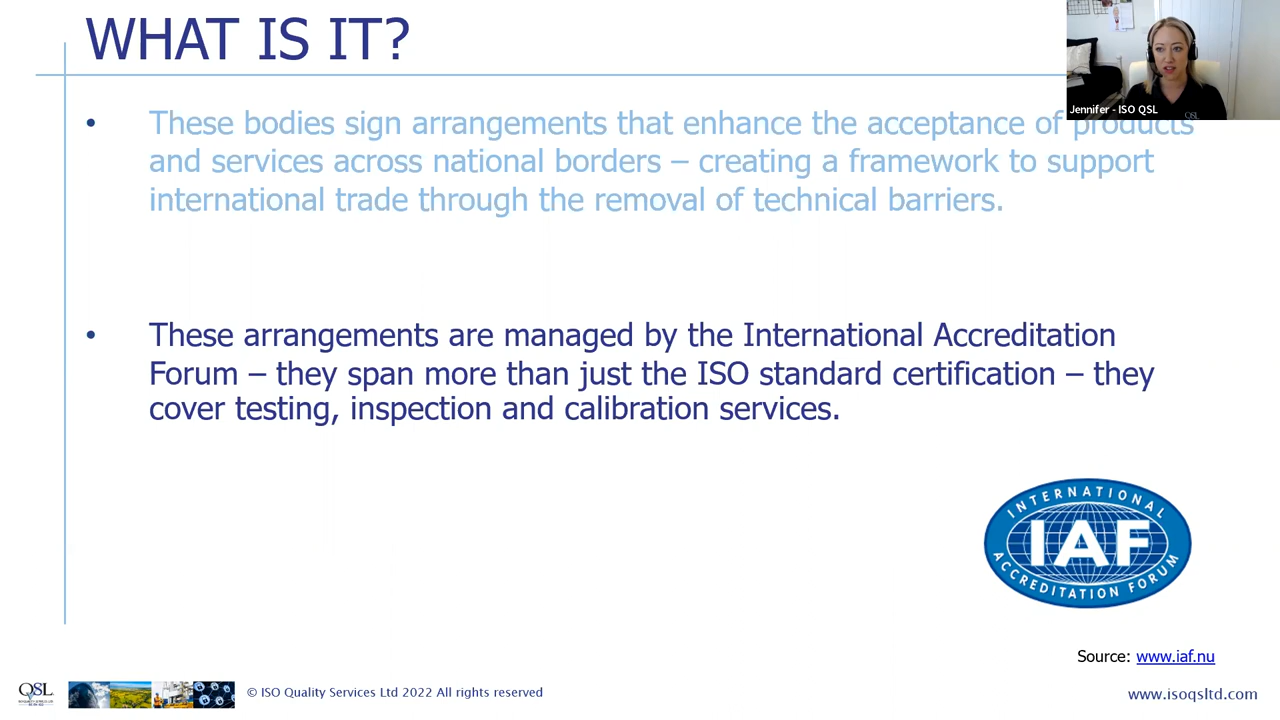 WHAT IS IT?
Jennifer - ISO QSL
• These bodies sign arrangements that enhance the acceptance of products
and services across national borders – creating a framework to support
international trade through the removal of technical barriers.
• These arrangements are managed by the International Accreditation
Forum – they span more than just the ISO standard certification – they
cover testing, inspection and calibration services.
INTERNATIONAL
IAF
ACCREDITATION FORUM
Source: www.iaf.nu
QSL
© ISO Quality Services Ltd 2022 All rights reserved
www.isoqsltd.com